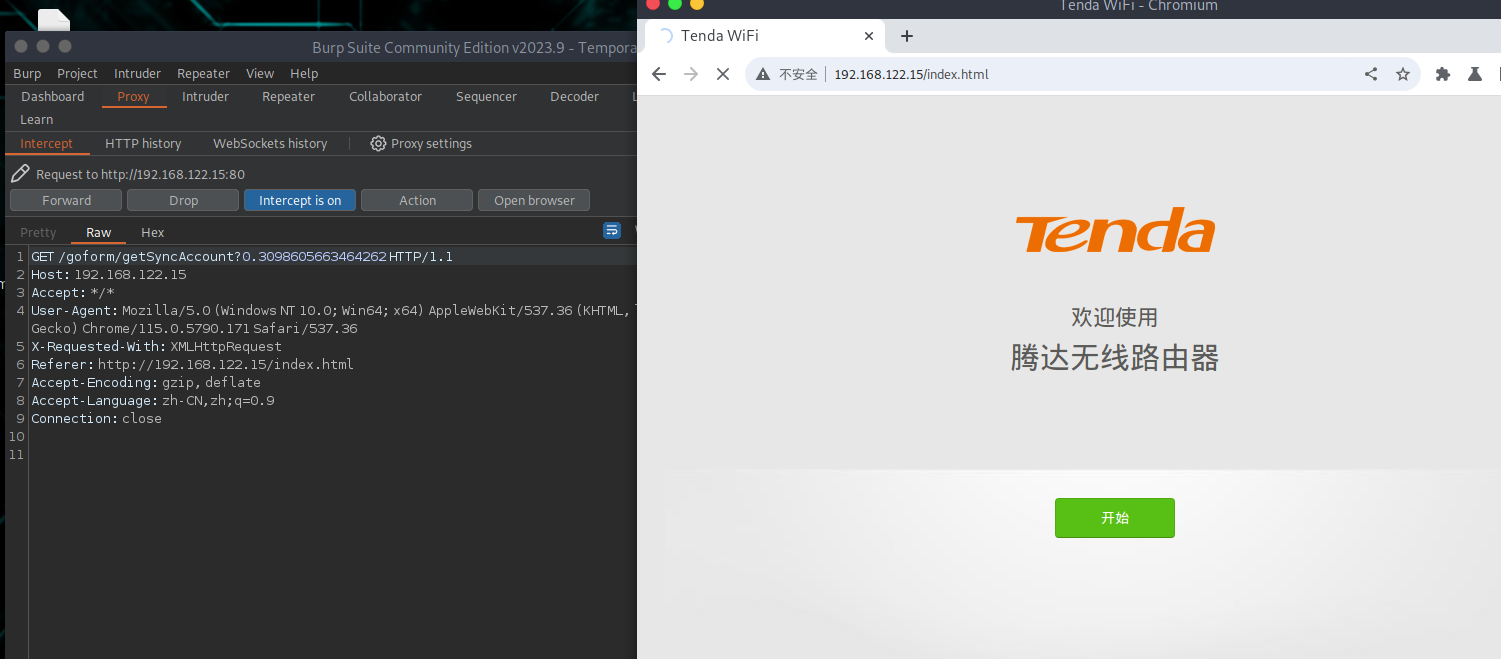 Burp Suite Community Edition v2023.9 - Tempora
Burp Project Intruder Repeater View Help
Dashboard Proxy Intruder Repeater Collaborator Sequencer Decoder
Learn
Intercept HTTP history WebSockets history Proxy settings
Request to http://192.168.122.15:80
Forward Drop Intercept is on Action Open browser
Pretty Raw Hex
1 GET /goform/getSyncAccount?0.3098605663464262 HTTP/1.1
2 Host: 192.168.122.15
3 Accept: */*
4 User-Agent: Mozilla/5.0 (Windows NT 10.0; Win64; x64) AppleWebKit/537.36 (KHTML,
Gecko) Chrome/115.0.5790.171 Safari/537.36
5 X-Requested-With: XMLHttpRequest
6 Referer: http://192.168.122.15/index.html
7 Accept-Encoding: gzip, deflate
8 Accept-Language: zh-CN,zh;q=0.9
9 Connection: close
10
11
Tenda WiFi - Chromium
Tenda WiFi
不安全 192.168.122.15/index.html
Tenda
欢迎使用
腾达无线路由器
开始